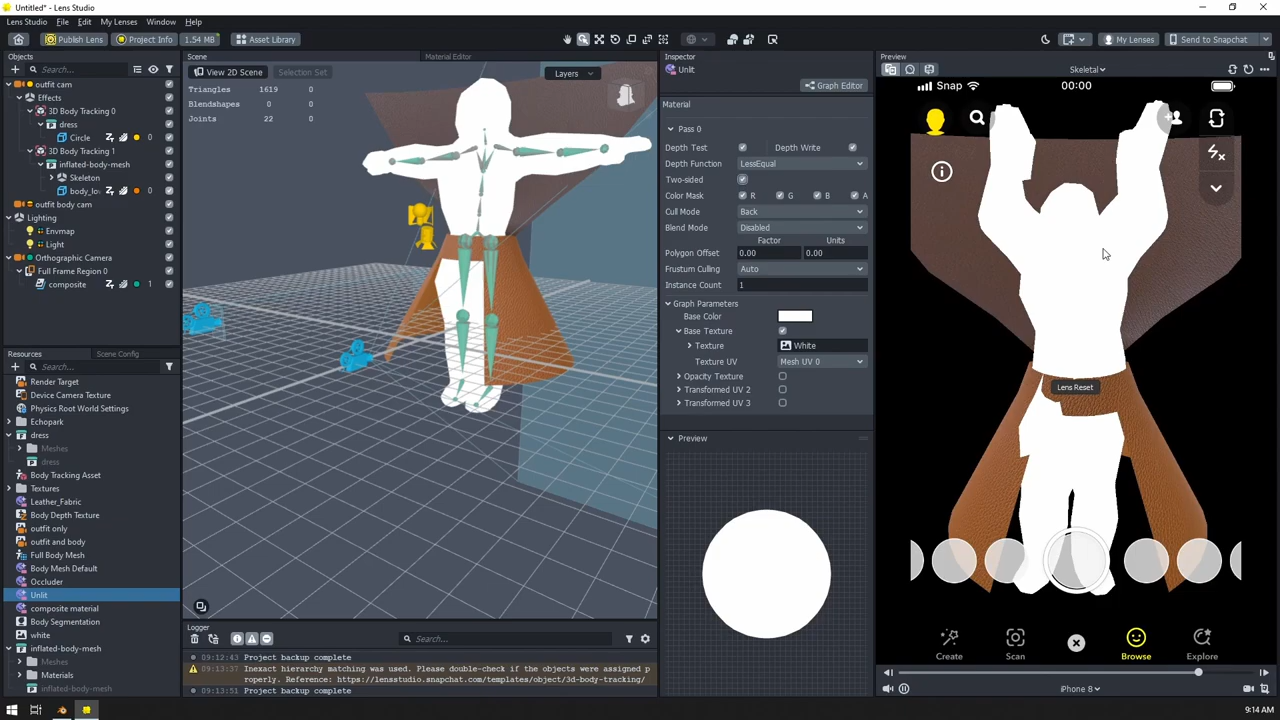 Untitled* - Lens Studio
Lens Studio File Edit My Lenses Window Help
Publish Lens Project Info 1.54 MB Asset Library My Lenses Send to Snapchat
Objects
Search...
outfit cam
Effects
3D Body Tracking 0
dress
Circle 0
3D Body Tracking 1
inflated-body-mesh
Skeleton
0
outfit body cam
Lighting
Envmap
Light
Orthographic Camera
Full Frame Region 0
composite 1
Resources Scene Config
Search...
Render Target
Device Camera Texture
Physics Root World Settings
Echopark
dress
Meshes
dress
Body Tracking Asset
Textures
Leather_Fabric
Body Depth Texture
outfit only
outfit and body
Full Body Mesh
Body Mesh Default
Occluder
Unlit
composite material
Body Segmentation
white
inflated-body-mesh
Meshes
Materials
inflated-body-mesh
Scene Material Editor
View 2D Scene Selection Set Layers
Triangles 1619 0
Blendshapes 0 0
Joints 22 0
Logger
Search...
09:12:43 Project backup complete
09:13:37 Inexact hierarchy matching was used. Please double-check if the objects were assigned p
roperly. Reference: https://lensstudio.snapchat.com/templates/object/3d-body-tracking/
09:13:51 Project backup complete
Inspector
Unlit
Graph Editor
Material
Pass 0
Depth Test Depth Write
Depth Function LessEqual
Two-sided
Color Mask R G B A
Cull Mode Back
Blend Mode Disabled
Factor Units
Polygon Offset 0.00 0.00
Frustum Culling Auto
Instance Count 1
Graph Parameters
Base Color
Base Texture
Texture White
Texture UV Mesh UV 0
Opacity Texture
Transformed UV 2
Transformed UV 3
Preview
Preview
Skeletal
Snap 00:00
Lens Reset
Create Scan Browse Explore
iPhone 8
9:14 AM